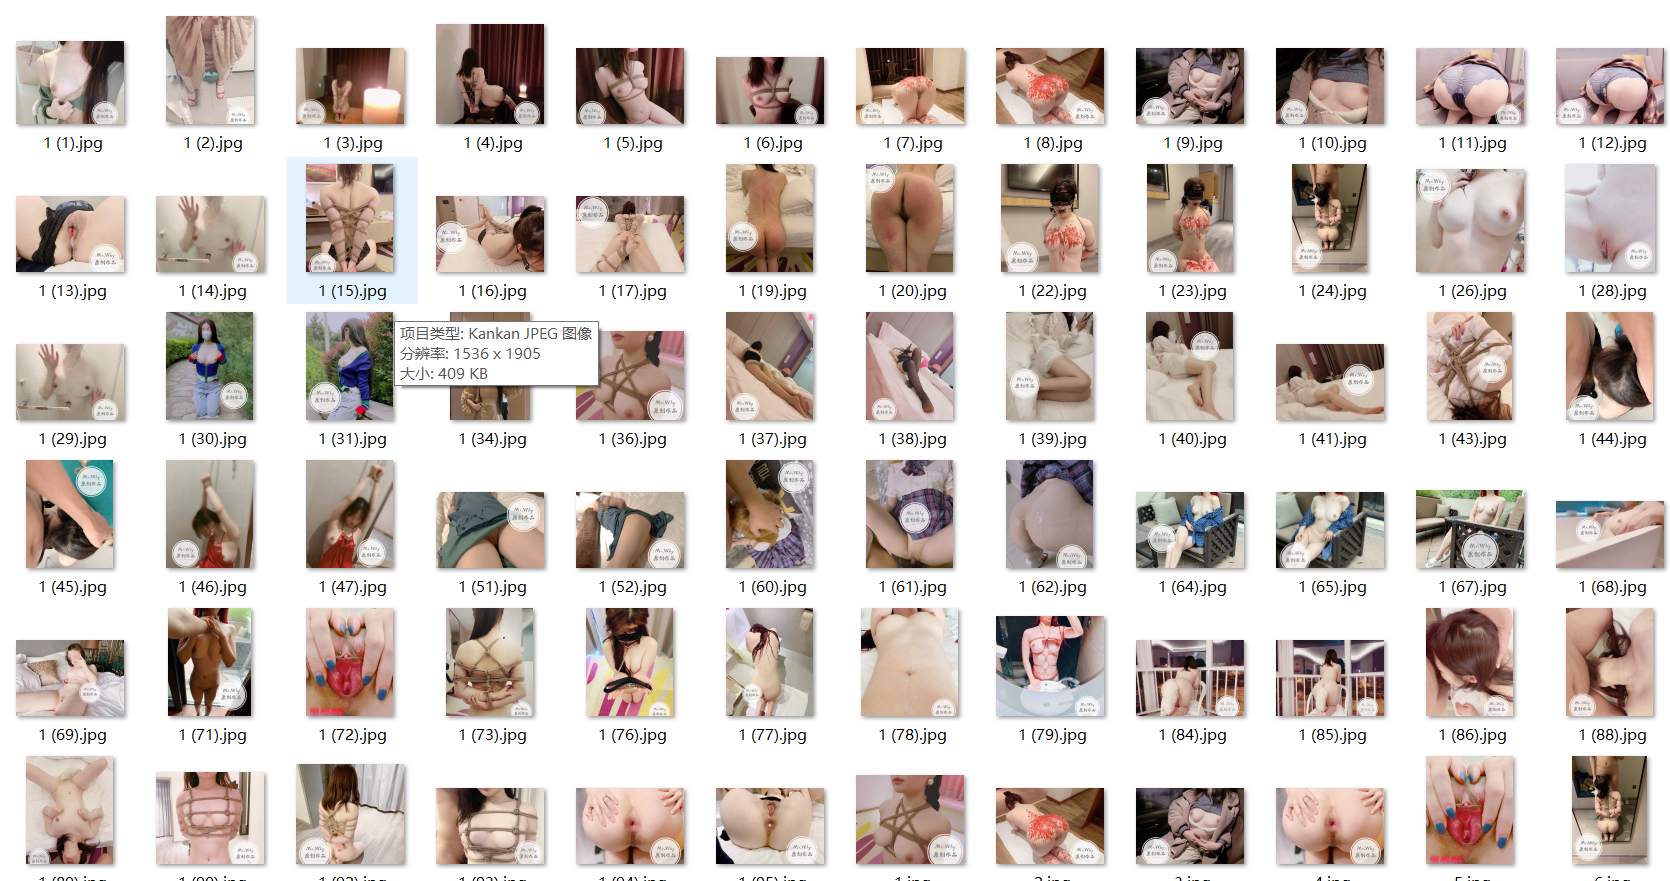 1 (1).jpg
1 (2).jpg
1 (3).jpg
1 (4).jpg
1 (5).jpg
1 (6).jpg
1 (7).jpg
1 (8).jpg
1 (9).jpg
1 (10).jpg
1 (11).jpg
1 (12).jpg
1 (13).jpg
1 (14).jpg
1 (15).jpg
1 (16).jpg
1 (17).jpg
1 (19).jpg
1 (20).jpg
1 (22).jpg
1 (23).jpg
1 (24).jpg
1 (26).jpg
1 (28).jpg
项目类型: Kankan JPEG 图像
分辨率: 1536 x 1905
大小: 409 KB
1 (29).jpg
1 (30).jpg
1 (31).jpg
1 (34).jpg
1 (36).jpg
1 (37).jpg
1 (38).jpg
1 (39).jpg
1 (40).jpg
1 (41).jpg
1 (43).jpg
1 (44).jpg
1 (45).jpg
1 (46).jpg
1 (47).jpg
1 (51).jpg
1 (52).jpg
1 (60).jpg
1 (61).jpg
1 (62).jpg
1 (64).jpg
1 (65).jpg
1 (67).jpg
1 (68).jpg
1 (69).jpg
1 (71).jpg
1 (72).jpg
1 (73).jpg
1 (76).jpg
1 (77).jpg
1 (78).jpg
1 (79).jpg
1 (84).jpg
1 (85).jpg
1 (86).jpg
1 (88).jpg